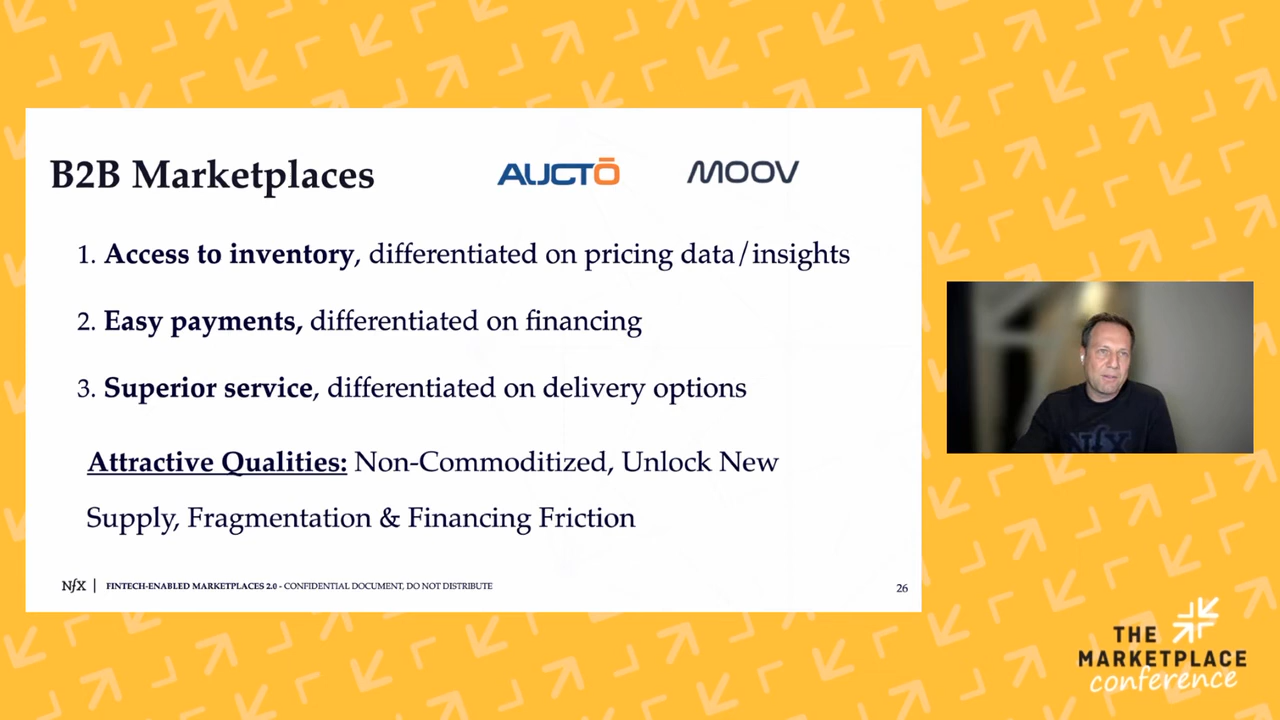 B2B Marketplaces
AUCTŌ
MOOV
1. Access to inventory, differentiated on pricing data/insights
2. Easy payments, differentiated on financing
3. Superior service, differentiated on delivery options
Attractive Qualities: Non-Commoditized, Unlock New
Supply, Fragmentation & Financing Friction
NfX | FINTECH-ENABLED MARKETPLACES 2.0 - CONFIDENTIAL DOCUMENT, DO NOT DISTRIBUTE
26
NfX
THE
MARKETPLACE
conference